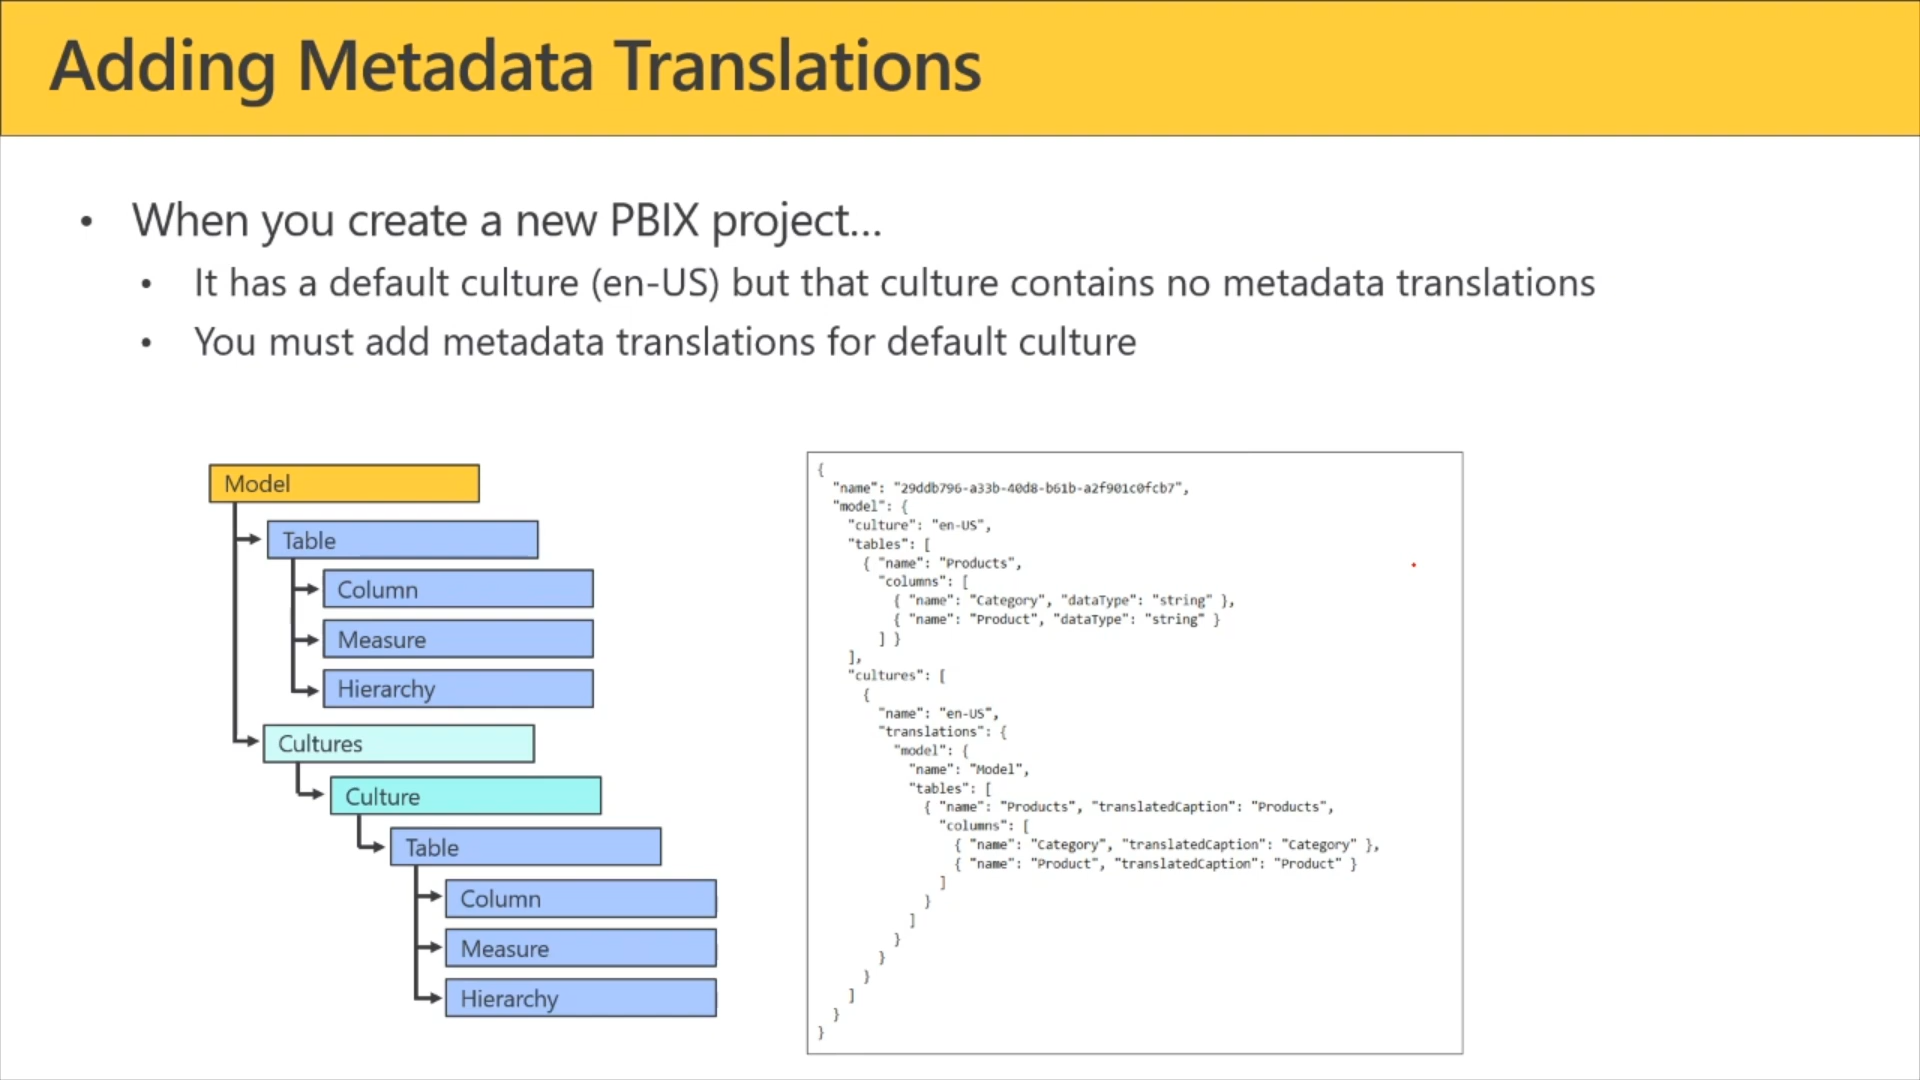 Adding Metadata Translations
• When you create a new PBIX project...
• It has a default culture (en-US) but that culture contains no metadata translations
• You must add metadata translations for default culture
Model
Table
Column
Measure
Hierarchy
Cultures
Culture
Table
Column
Measure
Hierarchy
{
"name": "29ddb796-a33b-40d8-b61b-a2f901c0fcb7",
"model": {
"culture": "en-US",
"tables": [
{ "name": "Products",
"columns": [
{ "name": "Category", "dataType": "string" },
{ "name": "Product", "dataType": "string" }
] }
],
"cultures": [
{
"name": "en-US",
"translations": {
"model": {
"name": "Model",
"tables": [
{ "name": "Products", "translatedCaption": "Products",
"columns": [
{ "name": "Category", "translatedCaption": "Category" },
{ "name": "Product", "translatedCaption": "Product" }
]
}
]
}
}
}
]
}
}